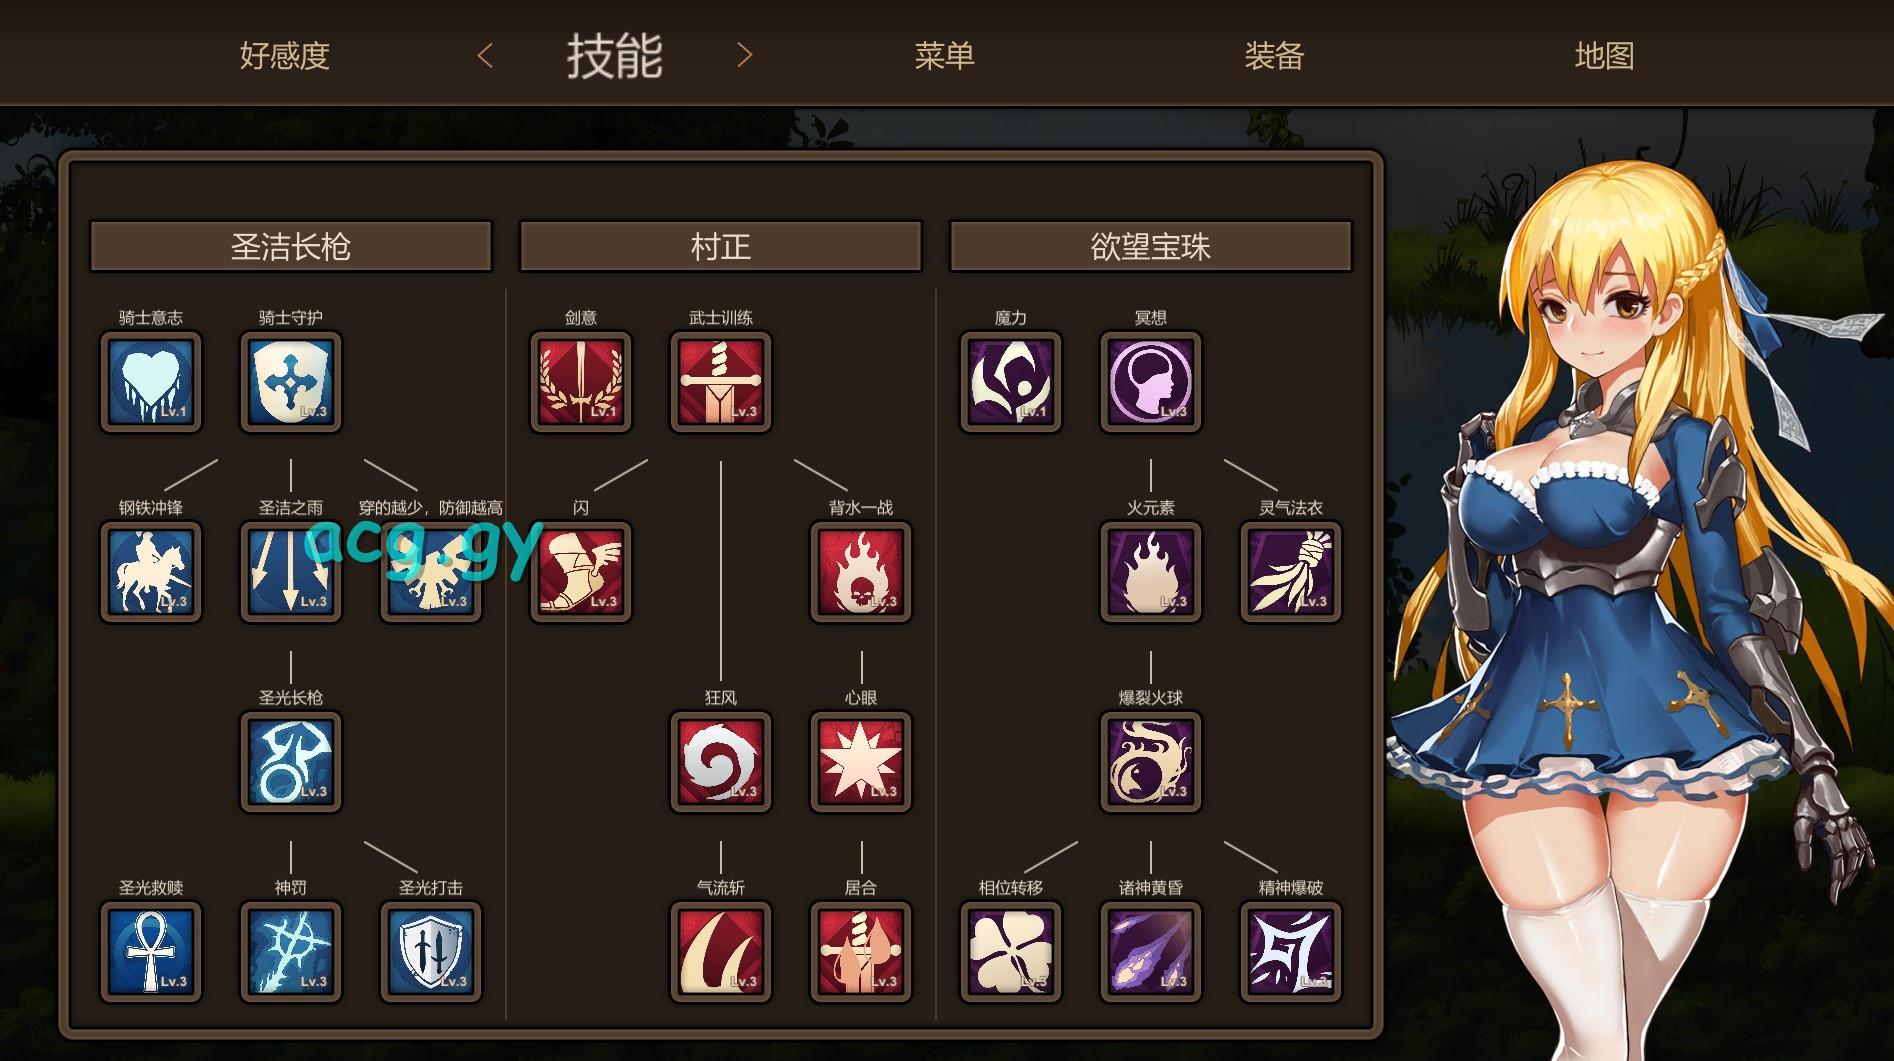 好感度 < 技能 > 菜单 装备 地图
圣洁长枪 村正 欲望宝珠
骑士意志 骑士守护 剑意 武士训练 魔力 冥想
Lv.1 Lv.3 Lv.1 Lv.3 Lv.1 Lv.3
钢铁冲锋 圣洁之雨 穿的越少，防御越高 闪 背水一战 火元素 灵气法衣
acg.gy
Lv.3 Lv.3 Lv.3 Lv.3 Lv.3 Lv.3 Lv.3
圣光长枪 狂风 心眼 爆裂火球
Lv.3 Lv.3 Lv.3 Lv.3
圣光救赎 神罚 圣光打击 气流斩 居合 相位转移 诸神黄昏 精神爆破
Lv.3 Lv.3 Lv.3 Lv.3 Lv.3 Lv.3 Lv.3 Lv.3